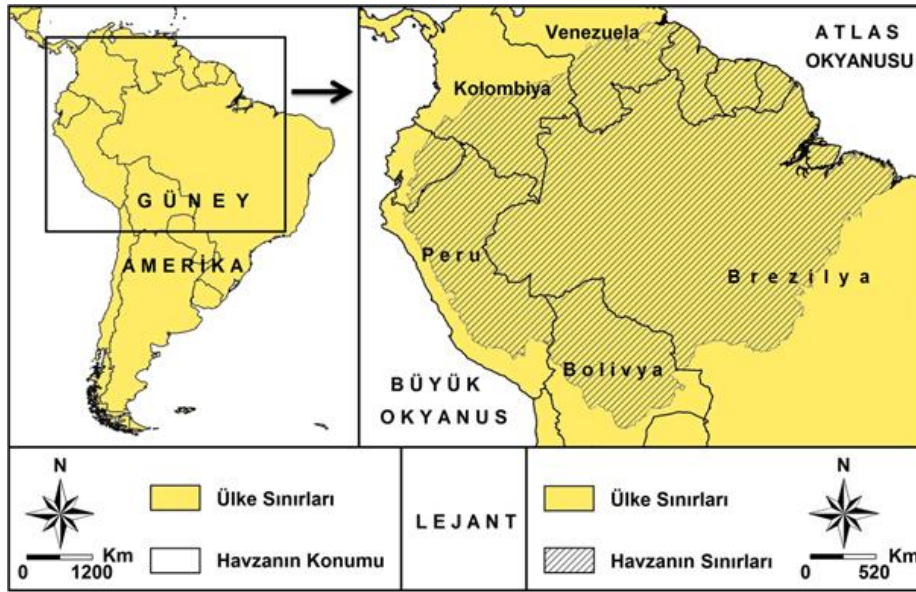 GÜNEY
AMERİKA
Venezuela
Kolombiya
ATLAS
OKYANUSU
Peru
Brezilya
Bolivya
BÜYÜK
OKYANUS
N
Km
0 1200
Ülke Sınırları
Havzanın Konumu
LEJANT
Ülke Sınırları
Havzanın Sınırları
N
Km
0 520